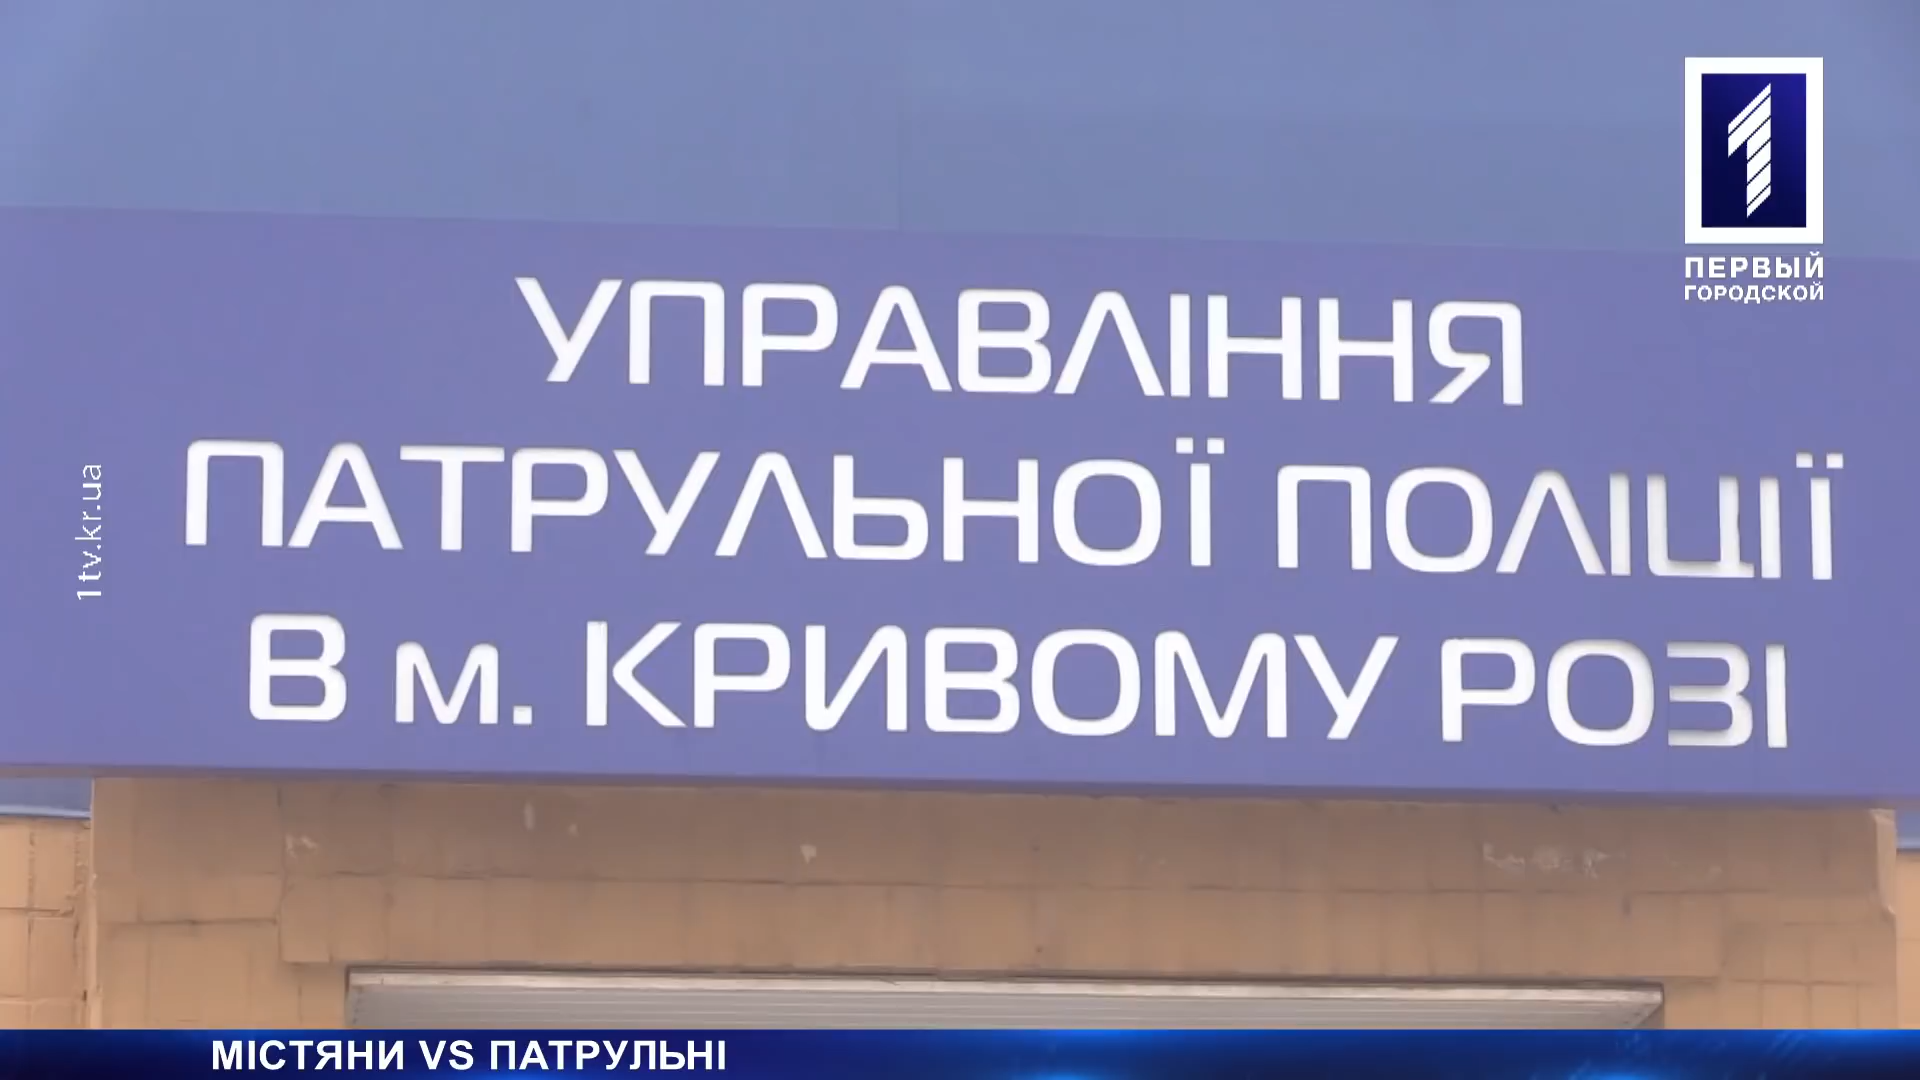 ПЕРВЫЙ
ГОРОДСКОЙ
УПРАВЛІННЯ
ПАТРУЛЬНОЇ ПОЛІЦІЇ
В м. КРИВОМУ РОЗІ
1tv.kr.ua
МІСТЯНИ VS ПАТРУЛЬНІ